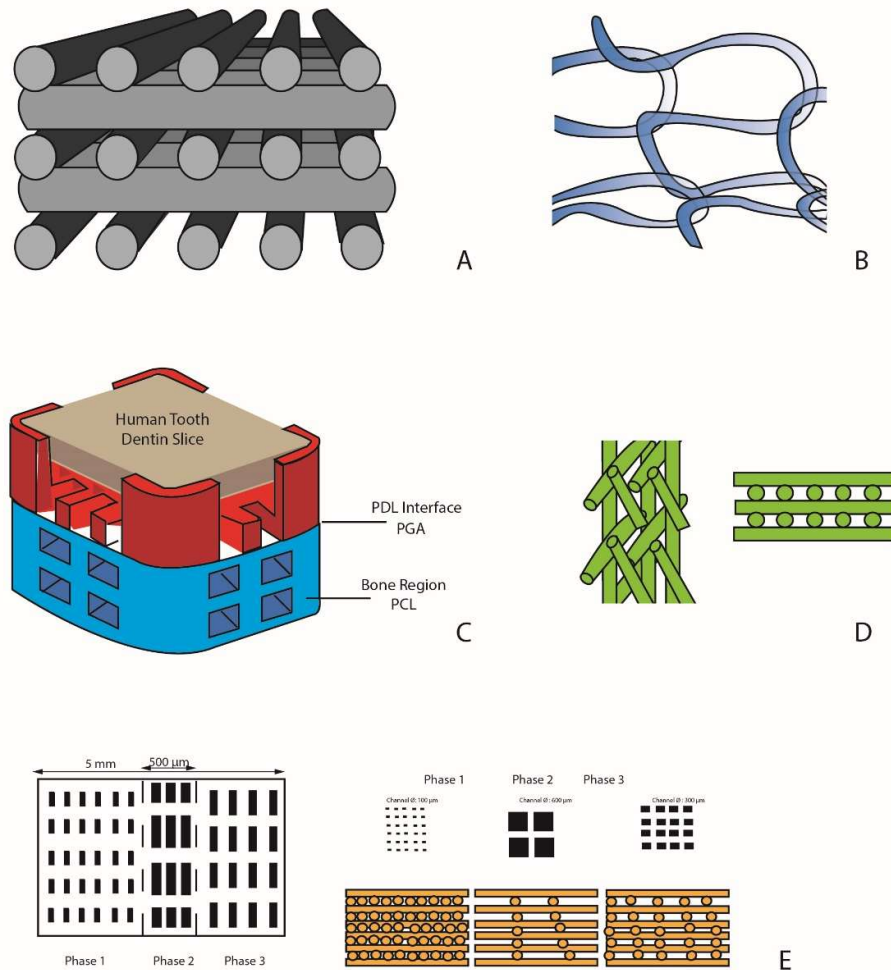 A
B
Human Tooth
Dentin Slice
PDL Interface
PGA
Bone Region
PCL
C
D
5 mm
500 µm
Phase 1
Phase 2
Phase 3
Phase 1
Phase 2
Phase 3
Channel Ø: 100 µm
Channel Ø : 600 µm
Channel Ø : 300 µm
E